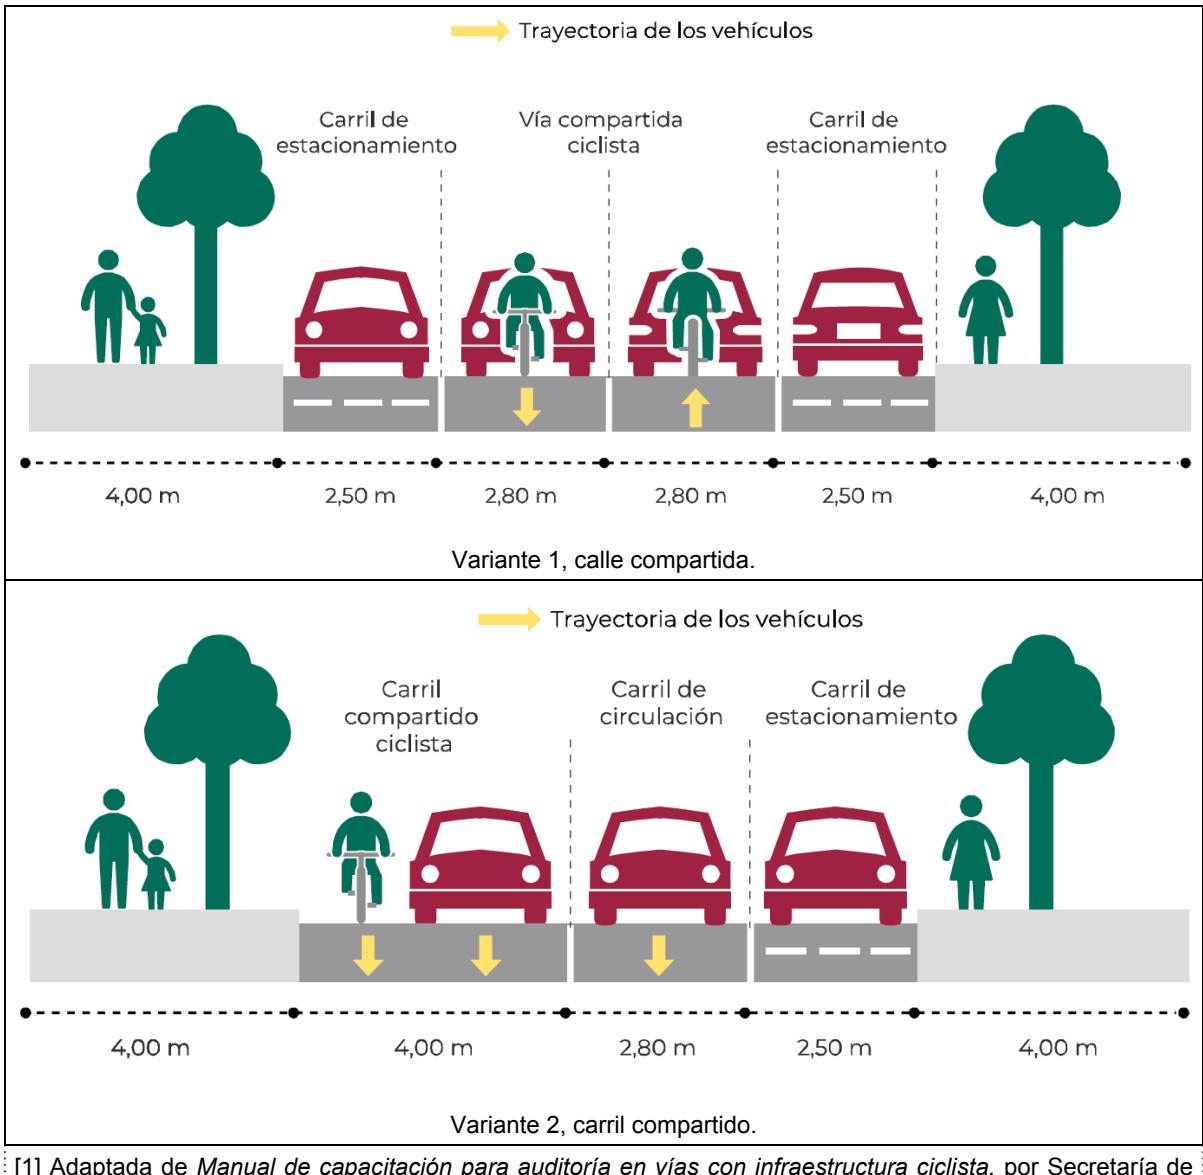 Trayectoria de los vehículos
Carril de
estacionamiento
Vía compartida
ciclista
Carril de
estacionamiento
4,00 m
2,50 m
2,80 m
2,80 m
2,50 m
4,00 m
Variante 1, calle compartida.
Trayectoria de los vehículos
Carril
compartido
ciclista
Carril de
circulación
Carril de
estacionamiento
4,00 m
4,00 m
2,80 m
2,50 m
4,00 m
Variante 2, carril compartido.
[1] Adaptada de Manual de capacitación para auditoría en vías con infraestructura ciclista, por Secretaría de